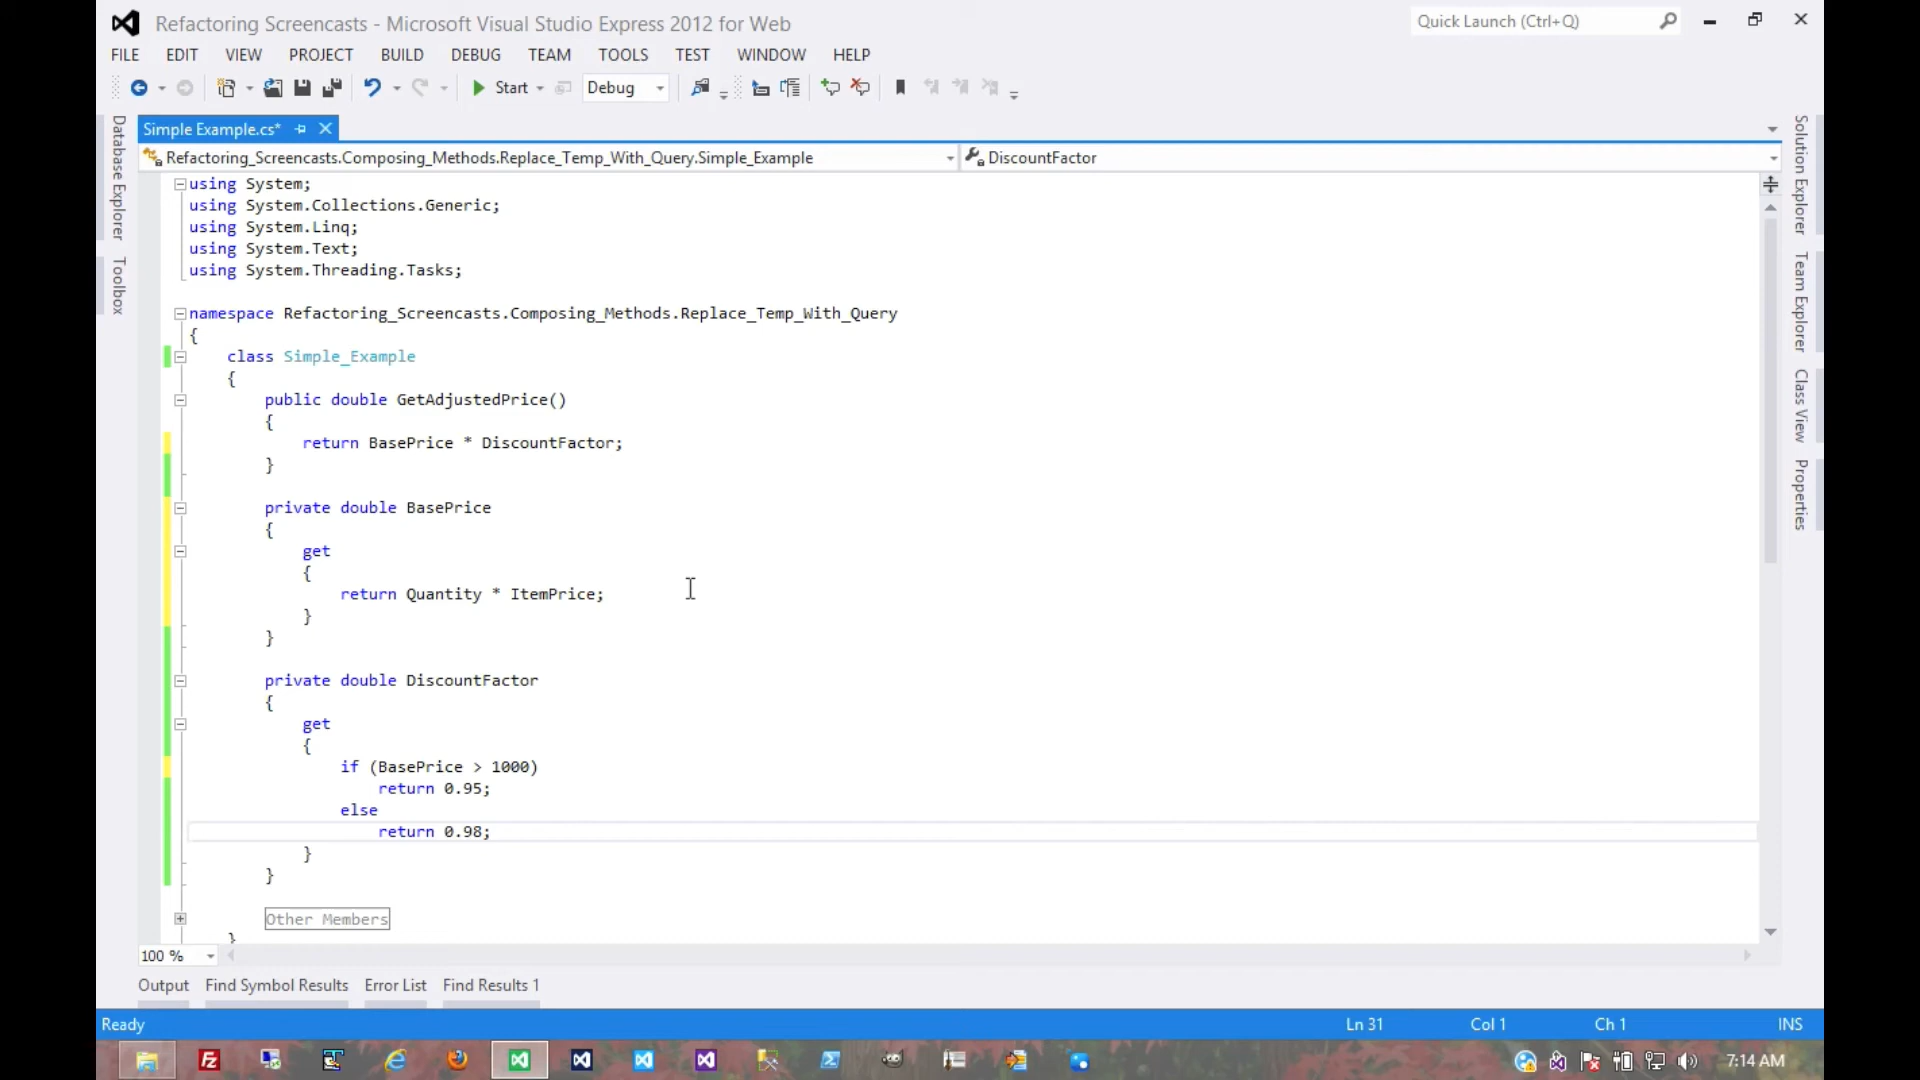 Refactoring Screencasts - Microsoft Visual Studio Express 2012 for Web
Quick Launch (Ctrl+Q)
FILE EDIT VIEW PROJECT BUILD DEBUG TEAM TOOLS TEST WINDOW HELP
Start Debug
Simple Example.cs*
Refactoring_Screencasts.Composing_Methods.Replace_Temp_With_Query.Simple_Example
DiscountFactor
Database Explorer
Toolbox
using System;
using System.Collections.Generic;
using System.Linq;
using System.Text;
using System.Threading.Tasks;
namespace Refactoring_Screencasts.Composing_Methods.Replace_Temp_With_Query
{
class Simple_Example
{
public double GetAdjustedPrice()
{
return BasePrice * DiscountFactor;
}
private double BasePrice
{
get
{
return Quantity * ItemPrice;
}
}
private double DiscountFactor
{
get
{
if (BasePrice > 1000)
return 0.95;
else
return 0.98;
}
}
Other Members
}
Solution Explorer
Team Explorer
Class View
Properties
100 %
Output Find Symbol Results Error List Find Results 1
Ready Ln 31 Col 1 Ch 1 INS
7:14 AM